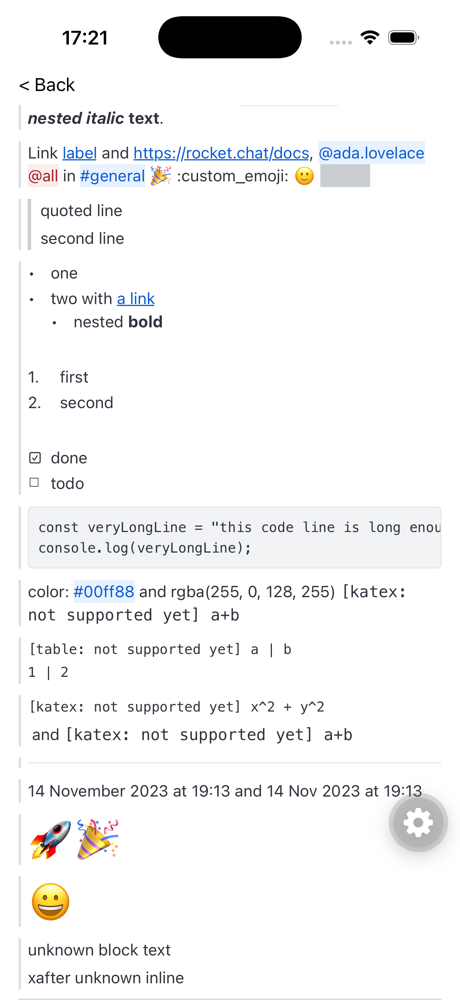 17:21
< Back
nested italic text.
Link label and https://rocket.chat/docs, @ada.lovelace
@all in #general 🎉 :custom_emoji: 🙂
quoted line
second line
• one
• two with a link
• nested bold
1. first
2. second
☑ done
☐ todo
const veryLongLine = "this code line is long enou
console.log(veryLongLine);
color: #00ff88 and rgba(255, 0, 128, 255) [katex:
not supported yet] a+b
[table: not supported yet] a | b
1 | 2
[katex: not supported yet] x^2 + y^2
and [katex: not supported yet] a+b
14 November 2023 at 19:13 and 14 Nov 2023 at 19:13
🚀🎉
😀
unknown block text
xafter unknown inline